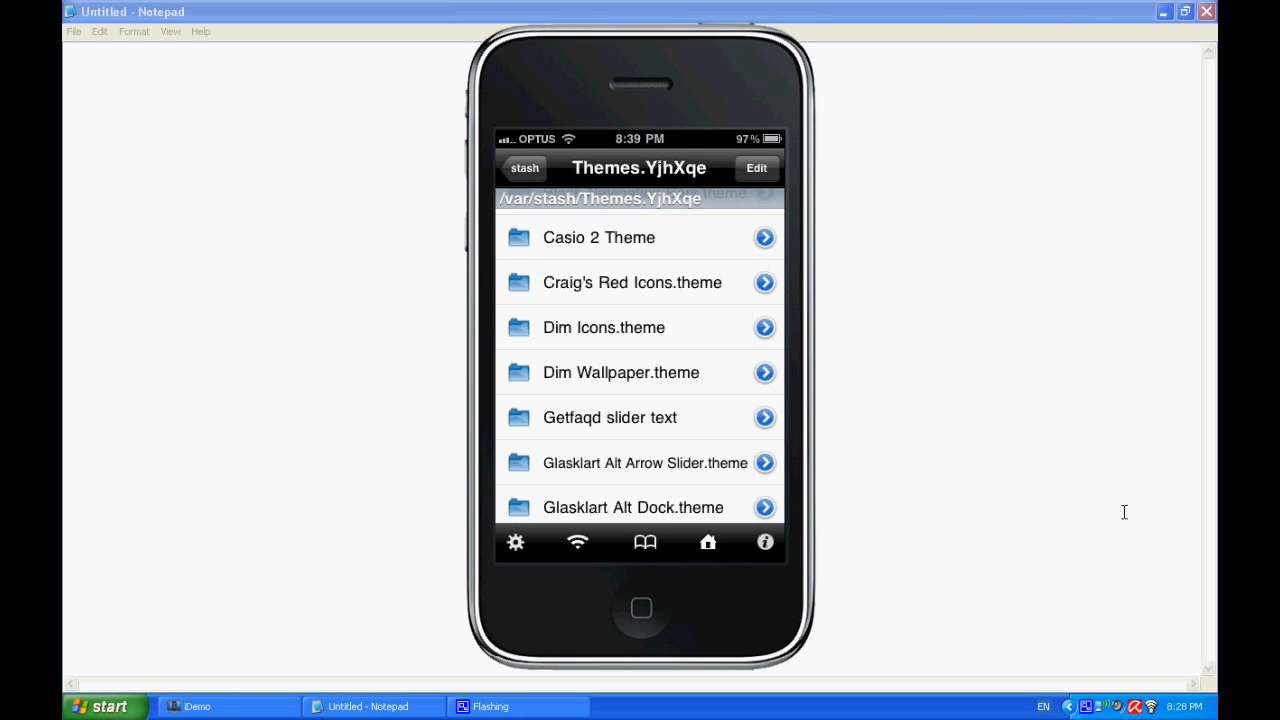 Untitled - Notepad
File Edit Format View Help
OPTUS 8:39 PM 97%
stash Themes.YjhXqe Edit
/var/stash/Themes.YjhXqe
Casio 2 Theme
Craig's Red Icons.theme
Dim Icons.theme
Dim Wallpaper.theme
Getfaqd slider text
Glasklart Alt Arrow Slider.theme
Glasklart Alt Dock.theme
start iDemo Untitled - Notepad Flashing EN 8:28 PM